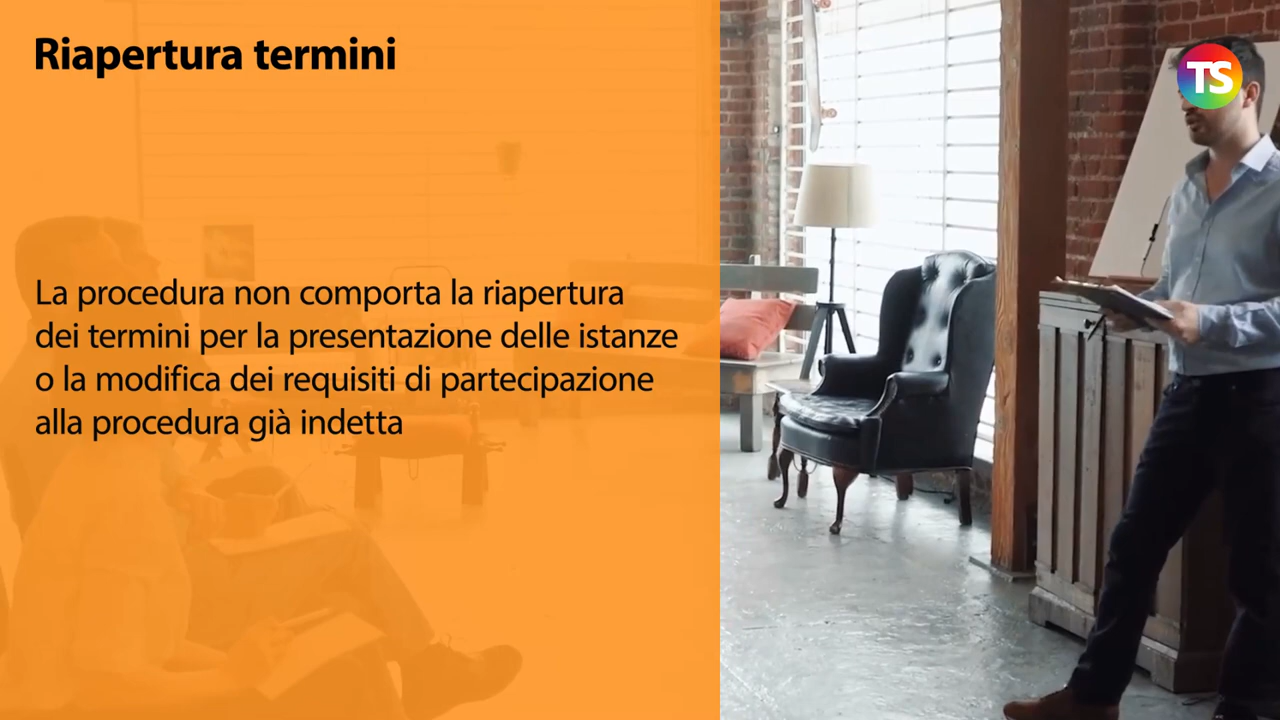 Riapertura termini
TS
La procedura non comporta la riapertura
dei termini per la presentazione delle istanze
o la modifica dei requisiti di partecipazione
alla procedura già indetta